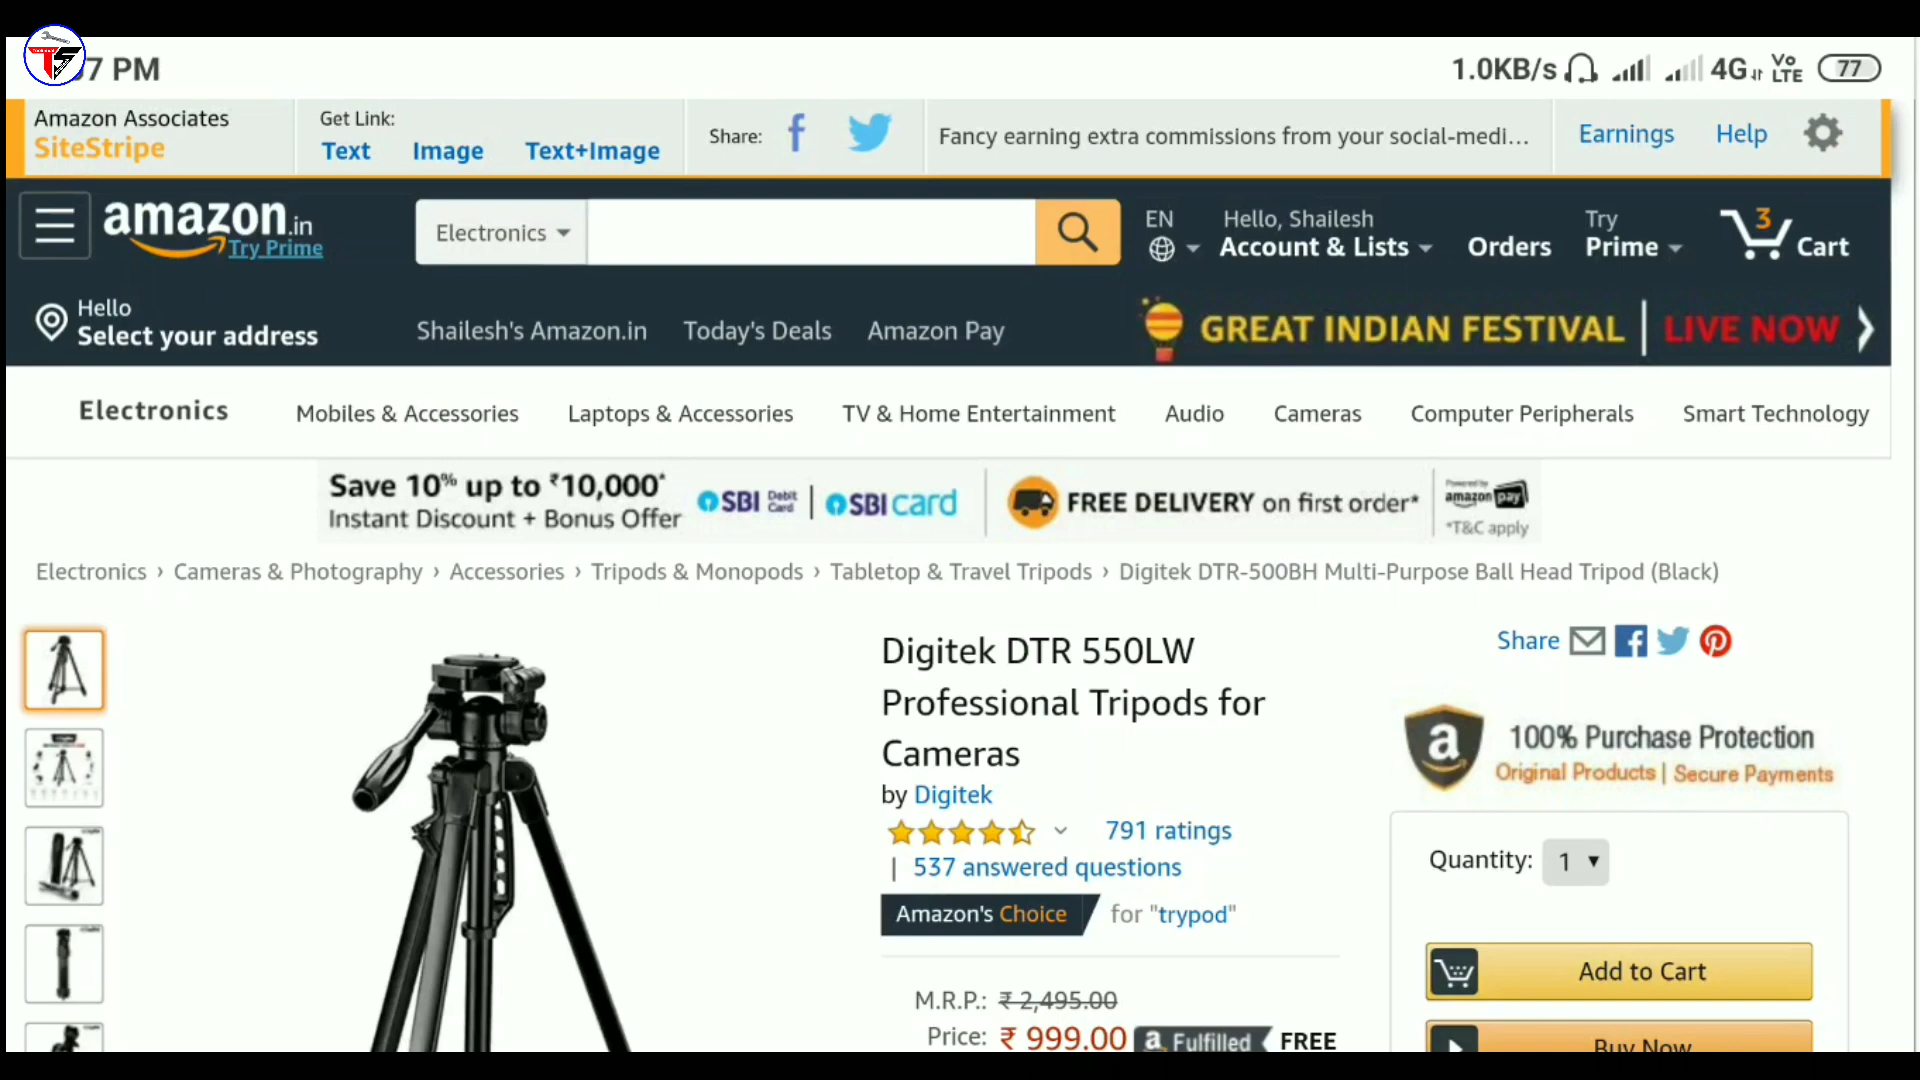 7 PM
1.0KB/s 4G Vo LTE 77
Amazon Associates
SiteStripe
Get Link:
Text Image Text+Image
Share:
Fancy earning extra commissions from your social-medi...
Earnings Help
amazon.in
Try Prime
Electronics
EN
Hello, Shailesh
Account & Lists
Orders
Try
Prime
3
Cart
Hello
Select your address
Shailesh's Amazon.in Today's Deals Amazon Pay
GREAT INDIAN FESTIVAL | LIVE NOW
Electronics Mobiles & Accessories Laptops & Accessories TV & Home Entertainment Audio Cameras Computer Peripherals Smart Technology
Save 10% up to ₹10,000*
Instant Discount + Bonus Offer
SBI Debit Card | SBI card
FREE DELIVERY on first order*
Powered by
amazon pay
*T&C apply
Electronics › Cameras & Photography › Accessories › Tripods & Monopods › Tabletop & Travel Tripods › Digitek DTR-500BH Multi-Purpose Ball Head Tripod (Black)
Digitek DTR 550LW
Professional Tripods for
Cameras
by Digitek
791 ratings
| 537 answered questions
Amazon's Choice for "trypod"
M.R.P.: ₹ 2,495.00
Price: ₹ 999.00 a Fulfilled FREE
Share
a
100% Purchase Protection
Original Products | Secure Payments
Quantity: 1
Add to Cart
Buy Now